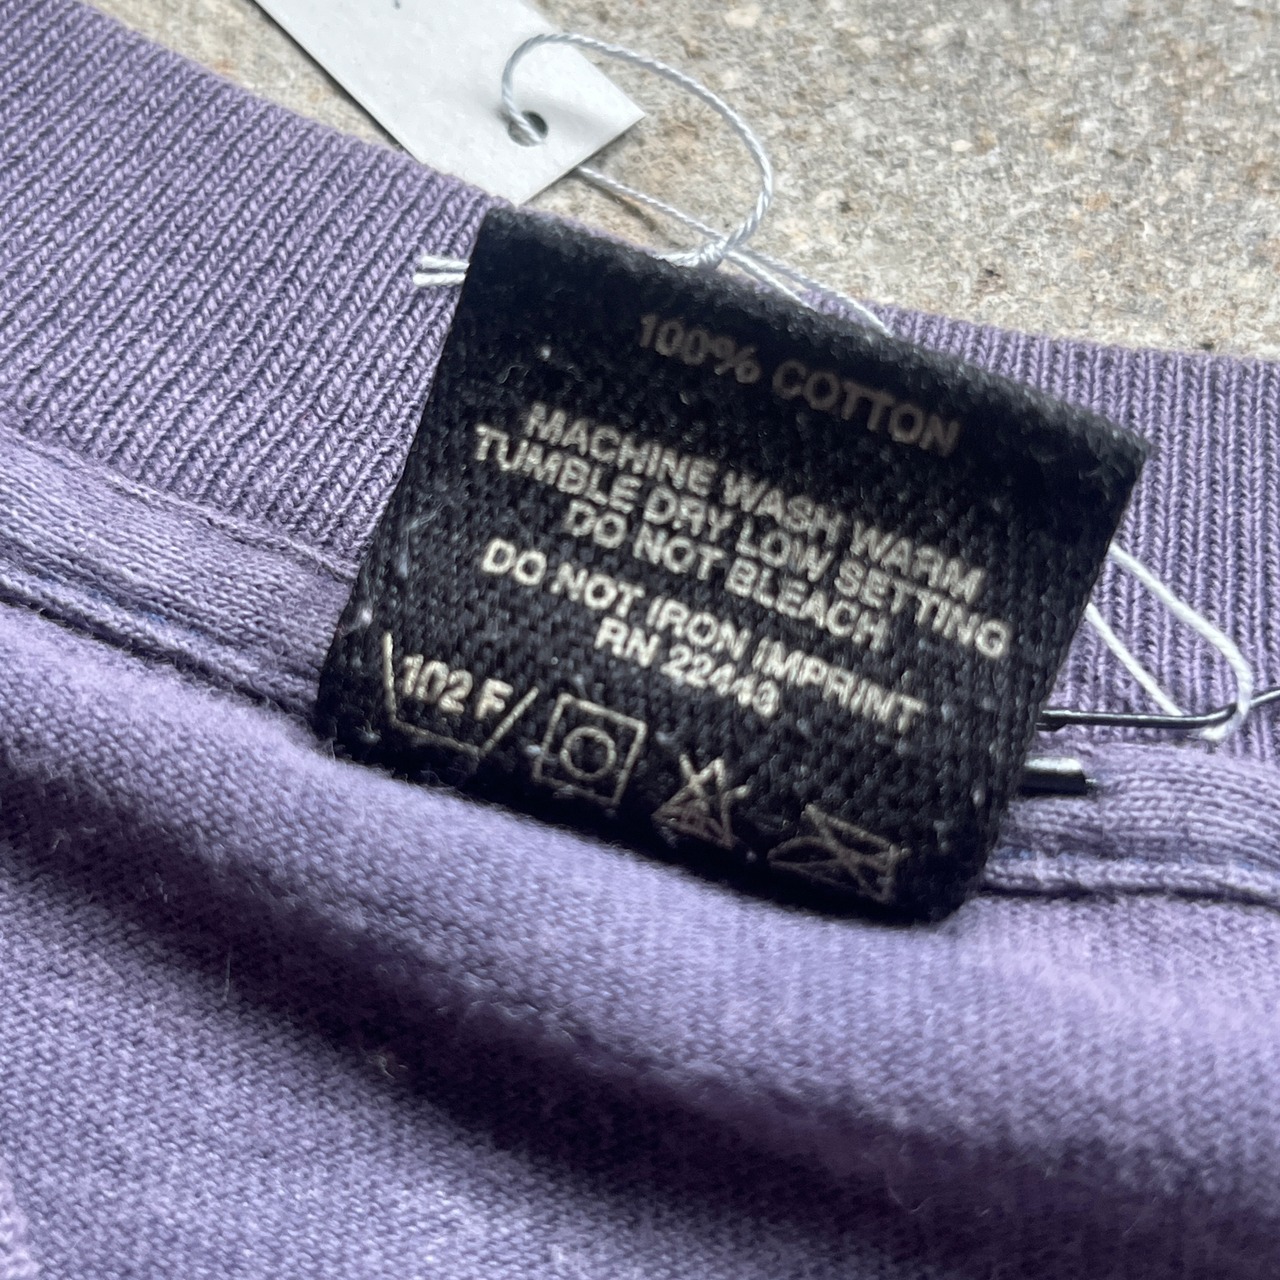 100% COTTON
MACHINE WASH WARM
TUMBLE DRY LOW SETTING
DO NOT BLEACH
DO NOT IRON IMPRINT
RN 22443
102 F